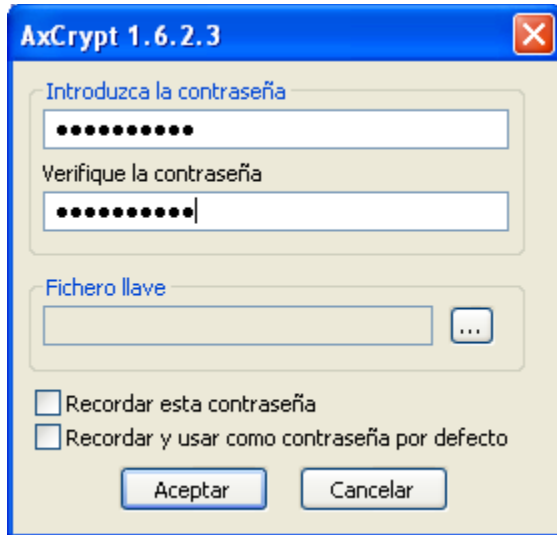 AxCrypt 1.6.2.3
Introduzca la contraseña
●●●●●●●●●●
Verifique la contraseña
●●●●●●●●●●
Fichero llave
...
Recordar esta contraseña
Recordar y usar como contraseña por defecto
Aceptar Cancelar